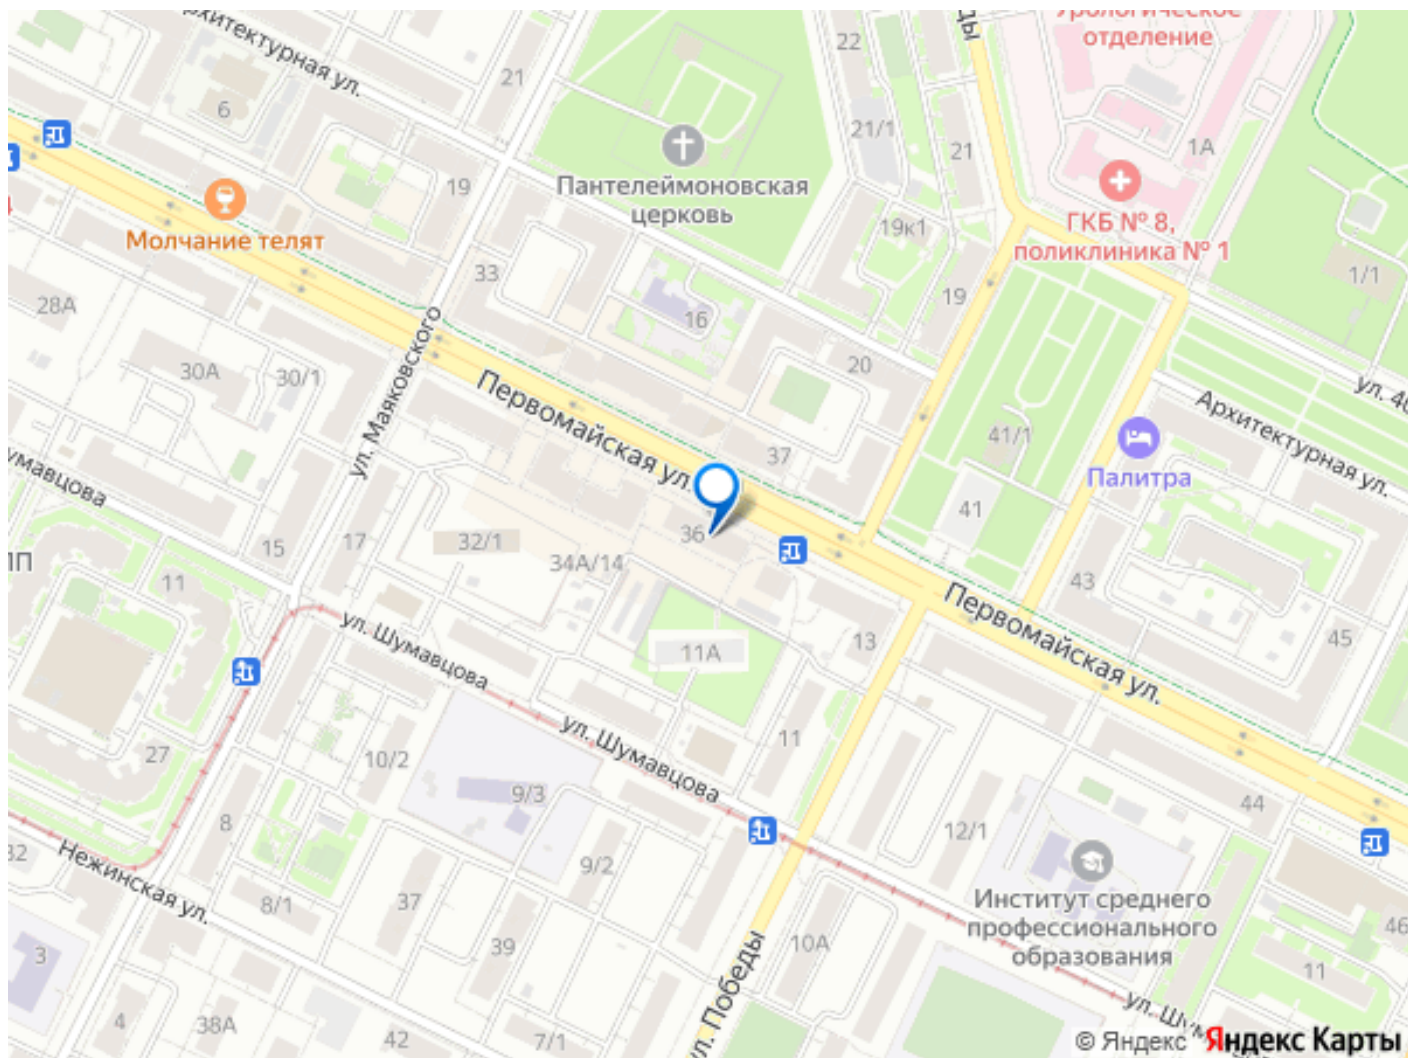 Урологическое
отделение
Архитектурная ул.
22
21
6
21/1
21
1А
19
Пантелеймоновская
церковь
ГКБ № 8,
поликлиника № 1
19к1
Молчание телят
33
1/1
28А
19
16
ул. Маяковского
20
30А
30/1
Первомайская ул.
Архитектурная ул.
41/1
37
Палитра
41
36
32/1
34А/14
15
17
11
43
Первомайская ул.
ул. Шумавцова
13
45
11А
ул. Шумавцова
11
27
10/2
9/3
44
8
12/1
9/2
Нежинская ул.
8/1
37
Институт среднего
профессионального
образования
46
39
10А
3
11
ул. Победы
4
38А
42
7/1
© Яндекс Яндекс Карты